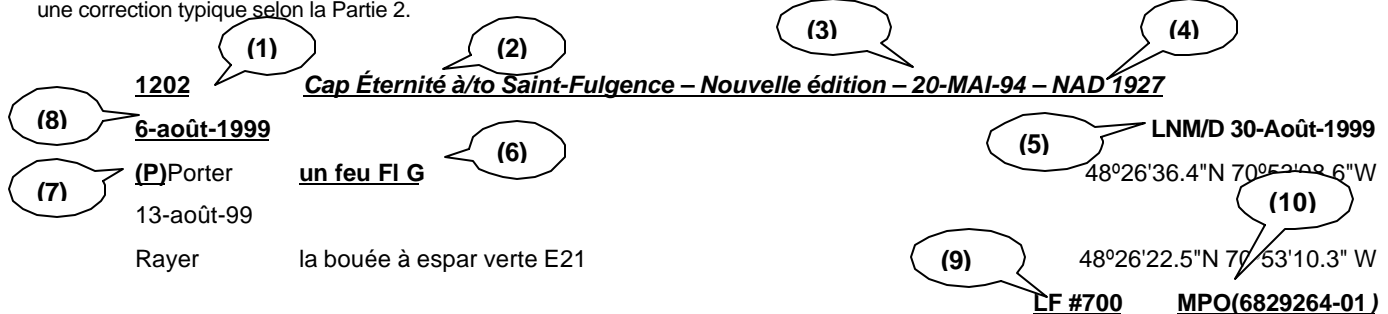 une correction typique selon la Partie 2.
(1) (2) (3) (4)
1202 Cap Éternité à/to Saint-Fulgence – Nouvelle édition – 20-MAI-94 – NAD 1927
(8) 6-août-1999 (5) LNM/D 30-Août-1999
(7) (P)Porter un feu Fl G (6) 48º26'36.4"N
13-août-99 (10)
Rayer la bouée à espar verte E21 (9) 48º26'22.5"N 70º53'10.3" W
LF #700 MPO(6829264-01)